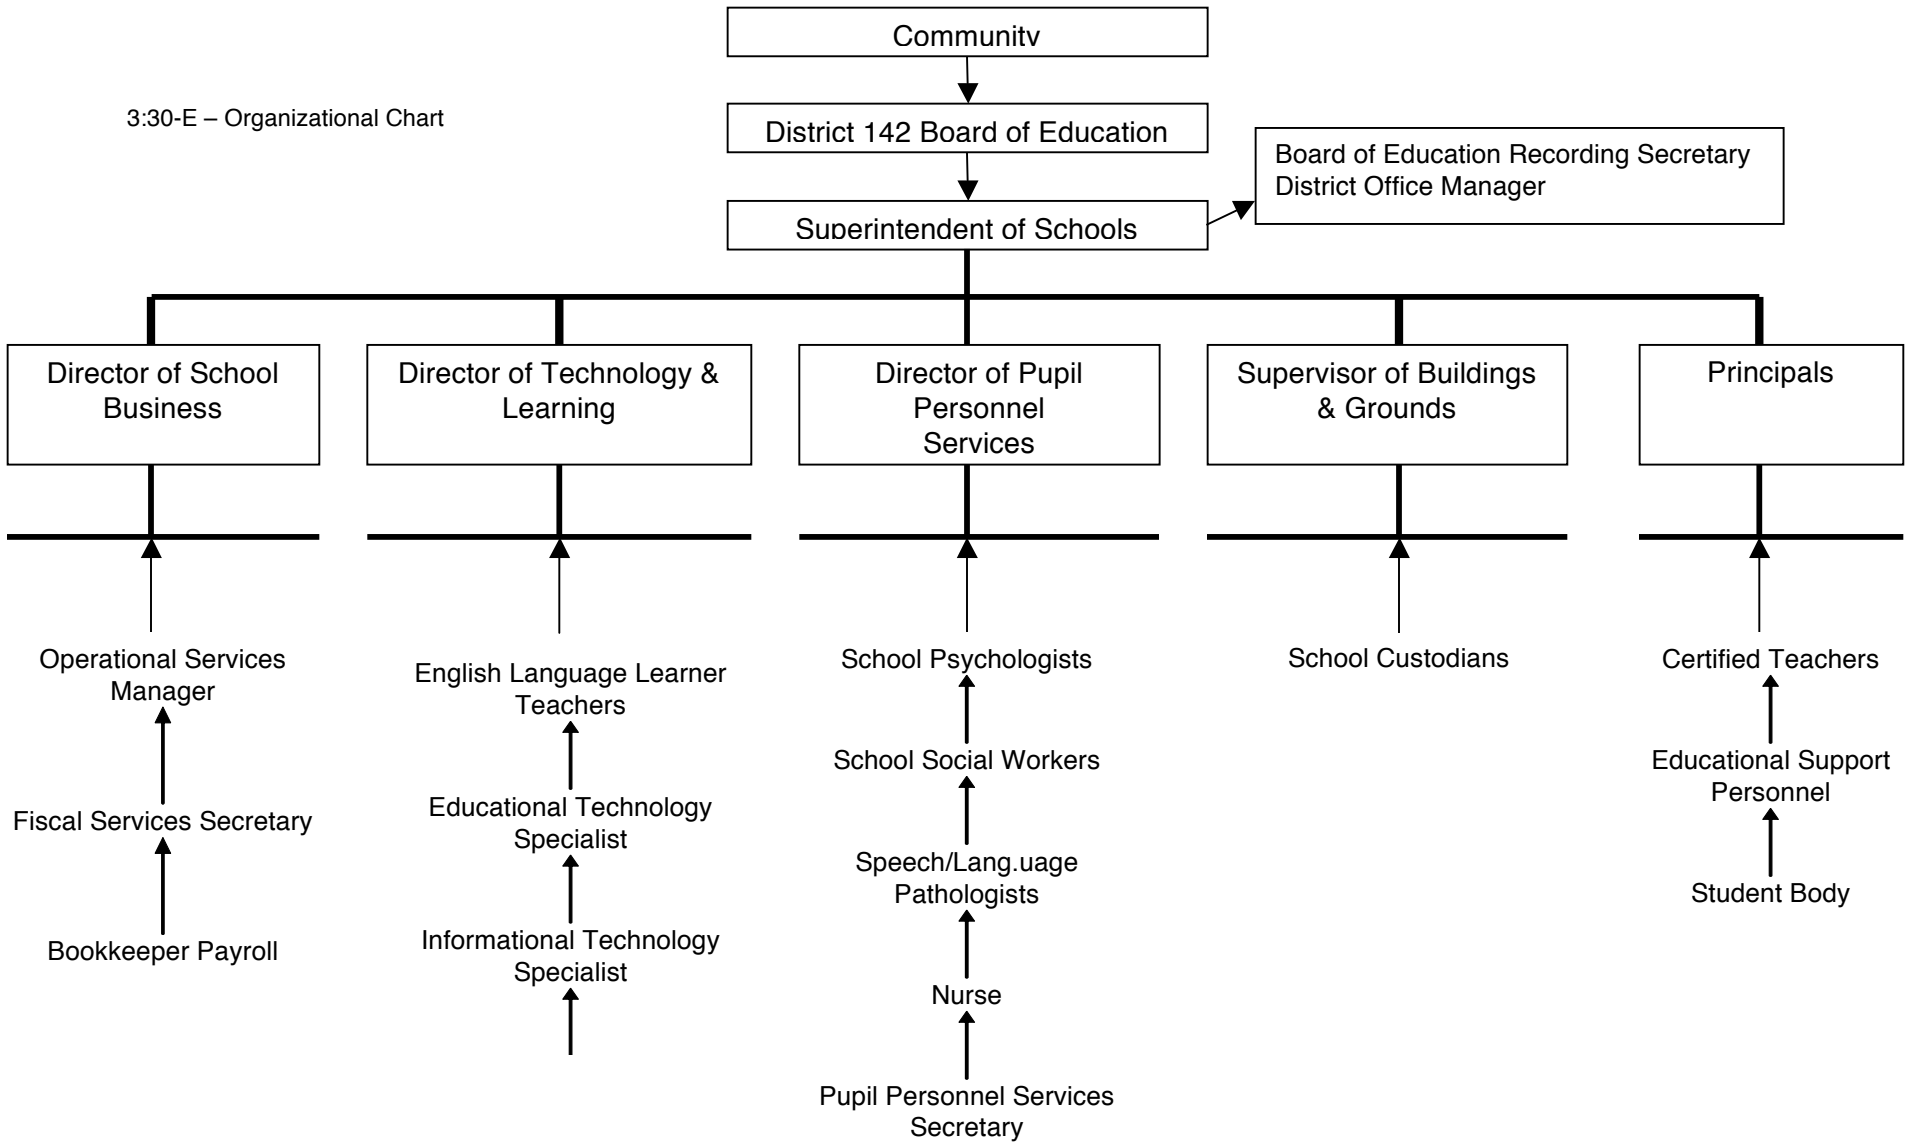 Community
3:30-E – Organizational Chart
District 142 Board of Education
Board of Education Recording Secretary
District Office Manager
Superintendent of Schools
Director of School
Business
Director of Technology &
Learning
Director of Pupil
Personnel
Services
Supervisor of Buildings
& Grounds
Principals
Operational Services
Manager
Fiscal Services Secretary
Bookkeeper Payroll
English Language Learner
Teachers
Educational Technology
Specialist
Informational Technology
Specialist
School Psychologists
School Social Workers
Speech/Lang.uage
Pathologists
Nurse
Pupil Personnel Services
Secretary
School Custodians
Certified Teachers
Educational Support
Personnel
Student Body